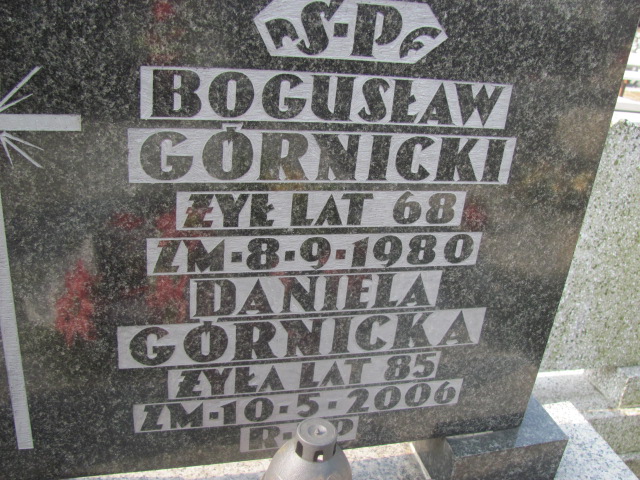 ŚP
BOGUSŁAW
GÓRNICKI
ŻYŁ LAT 68
ZM·8·9·1980
DANIELA
GÓRNICKA
ŻYŁA LAT 85
ZM·10·5·2006